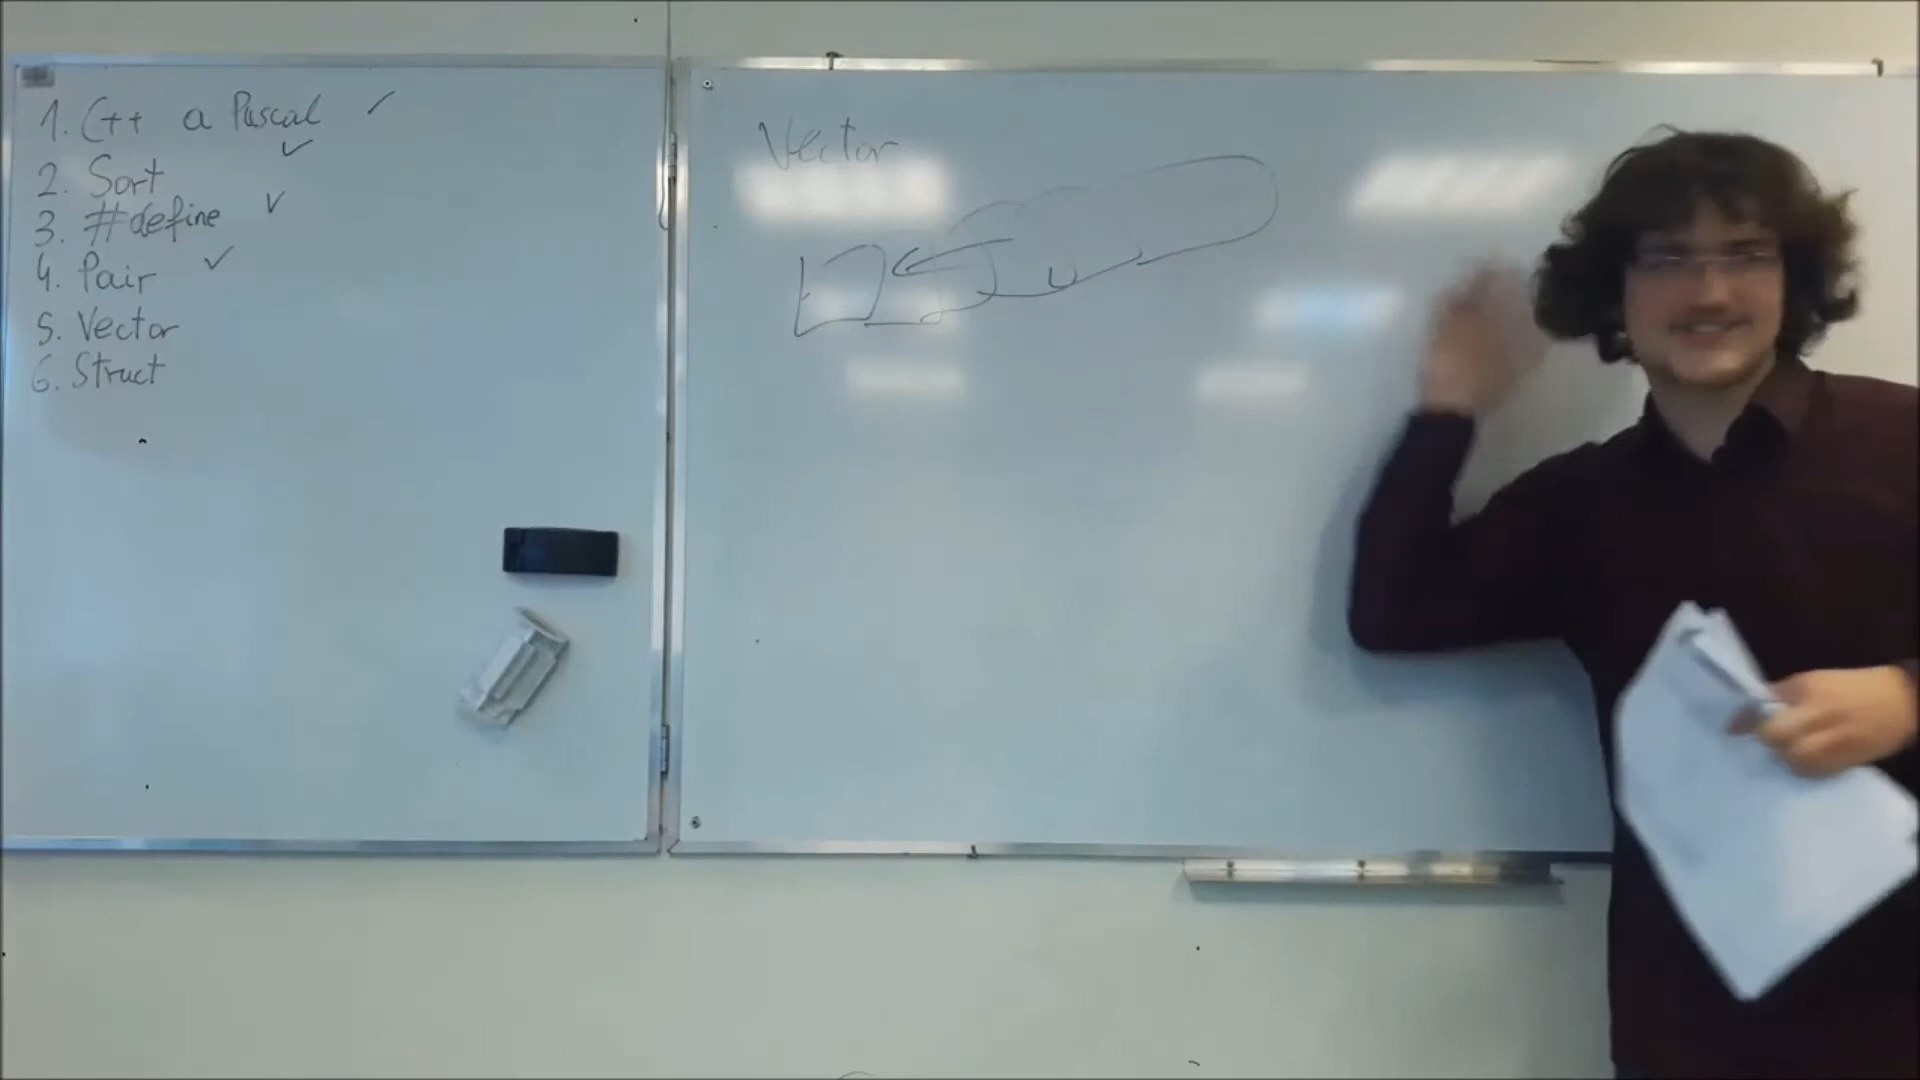 1. C++ a Pascal ✓
2. Sort ✓
3. #define ✓
4. Pair ✓
5. Vector
6. Struct
Vector